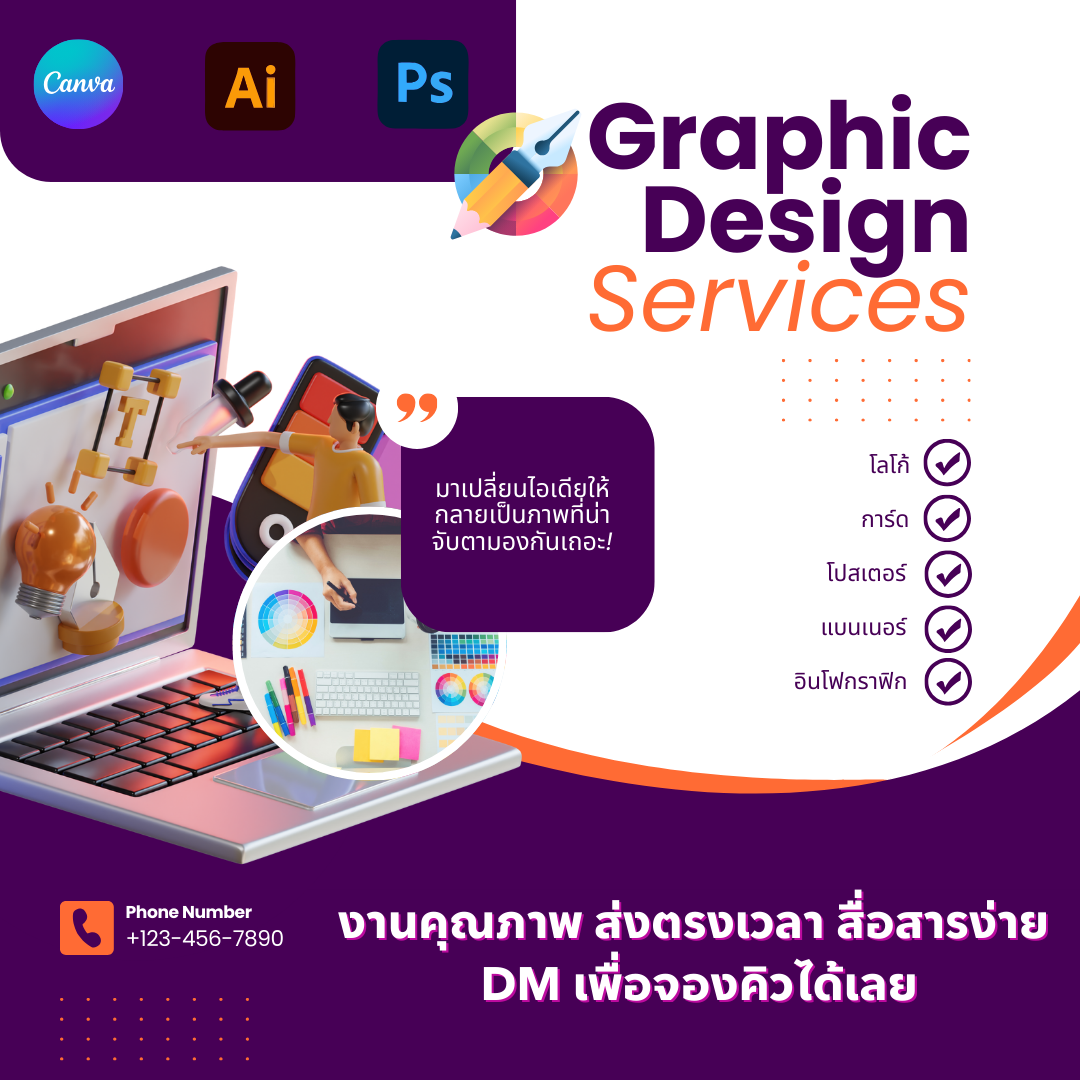 Canva
Ai
Ps
Graphic
Design
Services
มาเปลี่ยนไอเดียให้
กลายเป็นภาพที่น่า
จับตามองกันเถอะ!
โลโก้
การ์ด
โปสเตอร์
แบนเนอร์
อินโฟกราฟิก
Phone Number
+123-456-7890
งานคุณภาพ ส่งตรงเวลา สื่อสารง่าย
DM เพื่อจองคิวได้เลย